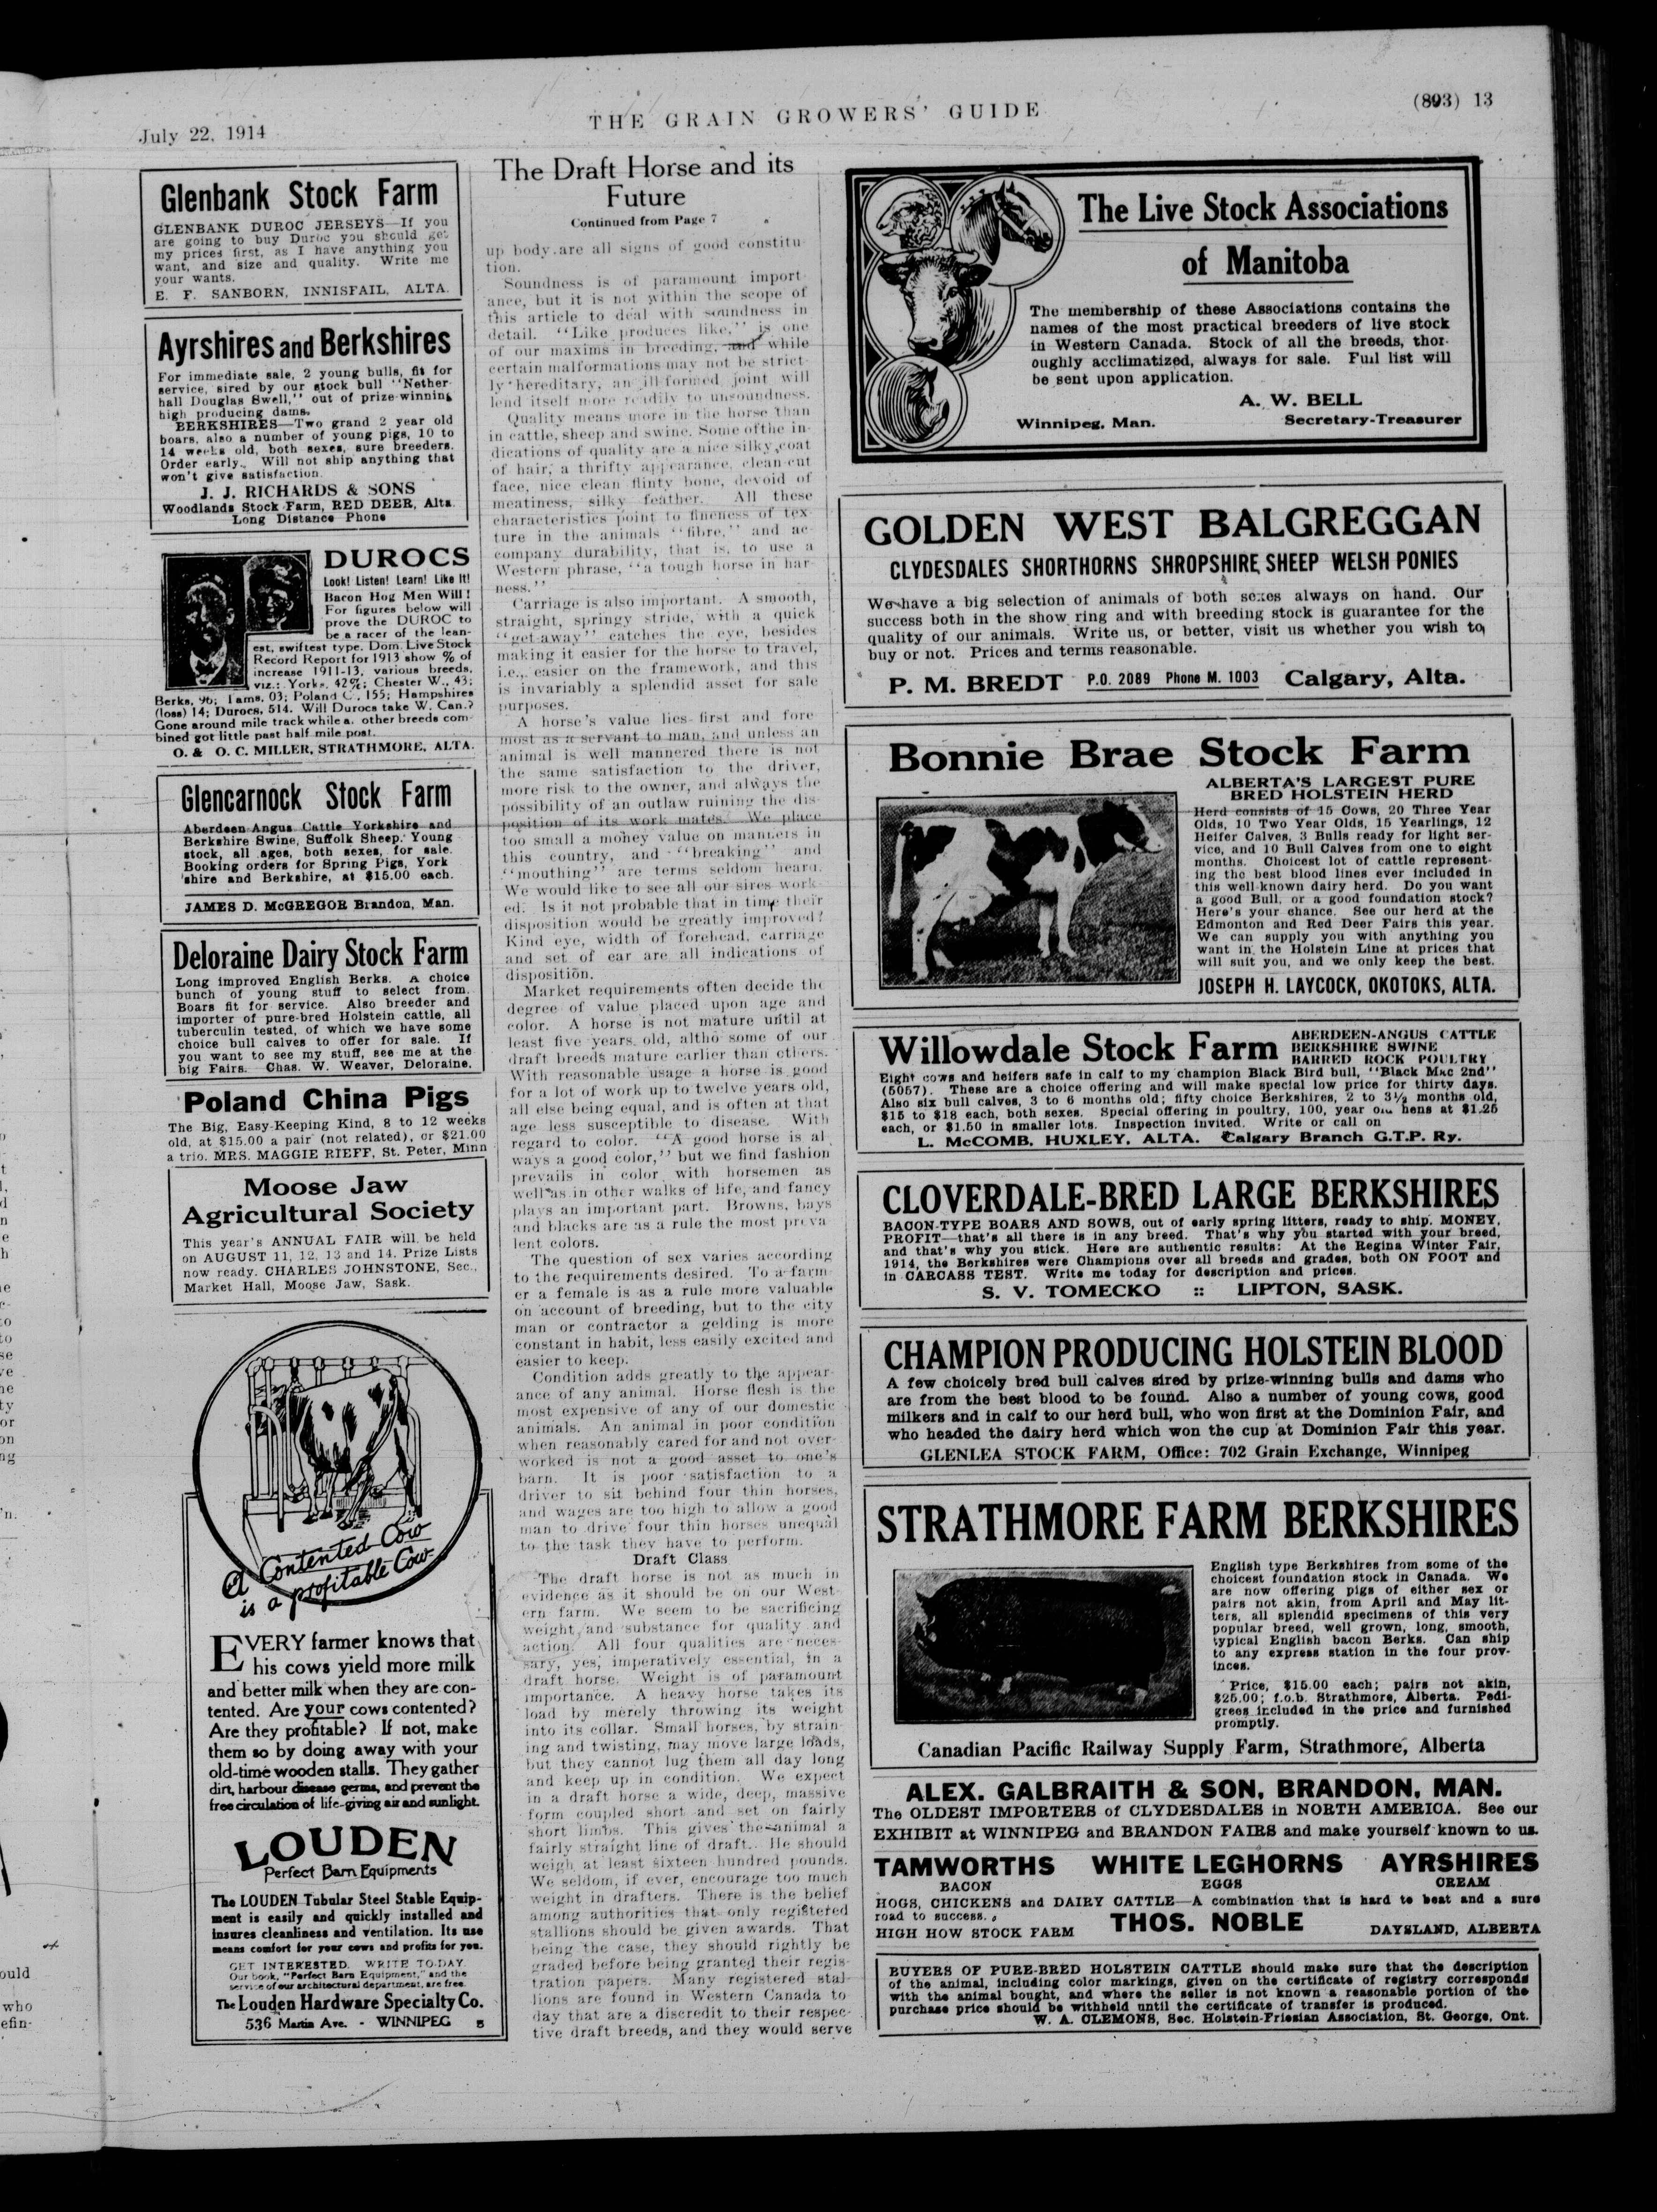 July 22, 1914
THE GRAIN GROWERS' GUIDE
(893) 13
Glenbank Stock Farm
GLENBANK DUROC JERSEYS—If you
are going to buy Duroc you should get
my prices first, as I have anything you
want, and size and quality. Write me
your wants.
E. F. SANBORN, INNISFAIL, ALTA.
Ayrshires and Berkshires
For immediate sale, 2 young bulls, fit for
service, sired by our stock bull "Nether-
hall Douglas Swell," out of prize-winning
high producing dams.
BERKSHIRES—Two grand 2 year old
boars, also a number of young pigs, 10 to
14 weeks old, both sexes, sure breeders.
Order early. Will not ship anything that
won't give satisfaction.
J. J. RICHARDS & SONS
Woodlands Stock Farm, RED DEER, Alta.
Long Distance Phone
DUROCS
Look! Listen! Learn! Like It!
Bacon Hog Men Will!
For figures below will
prove the DUROC to
be a racer of the lean-
est, swiftest type. Dom. Live Stock
Record Report for 1913 show % of
increase 1911-13, various breeds,
viz.: Yorks, 42%; Chester W., 43;
Berks, 96; Tams, 03; Poland C., 155; Hampshires
(loss) 14; Durocs, 514. Will Durocs take W. Can.?
Gone around mile track while a. other breeds com-
bined got little past half mile post.
O. & O. C. MILLER, STRATHMORE, ALTA.
Glencarnock Stock Farm
Aberdeen-Angus Cattle Yorkshire and
Berkshire Swine, Suffolk Sheep. Young
stock, all ages, both sexes, for sale.
Booking orders for Spring Pigs, York
shire and Berkshire, at $15.00 each.
JAMES D. McGREGOR Brandon, Man.
Deloraine Dairy Stock Farm
Long improved English Berks. A choice
bunch of young stuff to select from.
Boars fit for service. Also breeder and
importer of pure-bred Holstein cattle, all
tuberculin tested, of which we have some
choice bull calves to offer for sale. If
you want to see my stuff, see me at the
big Fairs. Chas. W. Weaver, Deloraine.
Poland China Pigs
The Big, Easy-Keeping Kind, 8 to 12 weeks
old, at $15.00 a pair (not related), or $21.00
a trio. MRS. MAGGIE RIEFF, St. Peter, Minn
Moose Jaw
Agricultural Society
This year's ANNUAL FAIR will be held
on AUGUST 11, 12, 13 and 14. Prize Lists
now ready. CHARLES JOHNSTONE, Sec.,
Market Hall, Moose Jaw, Sask.
A Contented Cow
is a profitable Cow
EVERY farmer knows that
his cows yield more milk
and better milk when they are con-
tented. Are your cows contented?
Are they profitable? If not, make
them so by doing away with your
old-time wooden stalls. They gather
dirt, harbour disease germs, and prevent the
free circulation of life-giving air and sunlight.
LOUDEN
Perfect Barn Equipments
The LOUDEN Tubular Steel Stable Equip-
ment is easily and quickly installed and
insures cleanliness and ventilation. Its use
means comfort for your cows and profits for you.
GET INTERESTED. WRITE TO-DAY.
Our book, "Perfect Barn Equipment," and the
service of our architectural department, are free.
The Louden Hardware Specialty Co.
536 Martin Ave. - WINNIPEG 5
The Draft Horse and its
Future
Continued from Page 7
up body are all signs of good constitu
tion.
Soundness is of paramount import
ance, but it is not within the scope of
this article to deal with soundness in
detail. "Like produces like," is one
of our maxims in breeding, and while
certain malformations may not be strict-
ly hereditary, an ill-formed joint will
lend itself more readily to unsoundness.
Quality means more in the horse than
in cattle, sheep and swine. Some of the in-
dications of quality are a nice silky coat
of hair, a thrifty appearance, clean-cut
face, nice clean flinty bone, devoid of
meatiness, silky feather. All these
characteristics point to fineness of tex
ture in the animals "fibre," and ac-
company durability, that is, to use a
Western phrase, "a tough horse in har-
ness."
Carriage is also important. A smooth,
straight, springy stride, with a quick
"get-away" catches the eye, besides
making it easier for the horse to travel,
i.e., easier on the framework, and this
is invariably a splendid asset for sale
purposes.
A horse's value lies first and fore
most as a servant to man, and unless an
animal is well mannered there is not
the same satisfaction to the driver,
more risk to the owner, and always the
possibility of an outlaw ruining the dis-
position of its work mates. We place
too small a money value on manners in
this country, and "breaking" and
"mouthing" are terms seldom heard.
We would like to see all our sires work-
ed. Is it not probable that in time their
disposition would be greatly improved?
Kind eye, width of forehead, carriage
and set of ear are all indications of
disposition.
Market requirements often decide the
degree of value placed upon age and
color. A horse is not mature until at
least five years old, altho some of our
draft breeds mature earlier than others.
With reasonable usage a horse is good
for a lot of work up to twelve years old,
all else being equal, and is often at that
age less susceptible to disease. With
regard to color. "A good horse is al
ways a good color," but we find fashion
prevails in color with horsemen as
well as in other walks of life, and fancy
plays an important part. Browns, bays
and blacks are as a rule the most preva
lent colors.
The question of sex varies according
to the requirements desired. To a farm
er a female is as a rule more valuable
on account of breeding, but to the city
man or contractor a gelding is more
constant in habit, less easily excited and
easier to keep.
Condition adds greatly to the appear-
ance of any animal. Horse flesh is the
most expensive of any of our domestic
animals. An animal in poor condition
when reasonably cared for and not over-
worked is not a good asset to one's
barn. It is poor satisfaction to a
driver to sit behind four thin horses,
and wages are too high to allow a good
man to drive four thin horses unequal
to the task they have to perform.
Draft Class
The draft horse is not as much in
evidence as it should be on our West-
ern farm. We seem to be sacrificing
weight and substance for quality and
action. All four qualities are neces-
sary, yes, imperatively essential, in a
draft horse. Weight is of paramount
importance. A heavy horse takes its
load by merely throwing its weight
into its collar. Small horses, by strain-
ing and twisting, may move large loads,
but they cannot lug them all day long
and keep up in condition. We expect
in a draft horse a wide, deep, massive
form coupled short and set on fairly
short limbs. This gives the animal a
fairly straight line of draft. He should
weigh at least sixteen hundred pounds.
We seldom, if ever, encourage too much
weight in drafters. There is the belief
among authorities that only registered
stallions should be given awards. That
being the case, they should rightly be
graded before being granted their regis-
tration papers. Many registered stal-
lions are found in Western Canada to-
day that are a discredit to their respec-
tive draft breeds, and they would serve
The Live Stock Associations
of Manitoba
The membership of these Associations contains the
names of the most practical breeders of live stock
in Western Canada. Stock of all the breeds, thor-
oughly acclimatized, always for sale. Full list will
be sent upon application.
A. W. BELL
Winnipeg, Man. Secretary-Treasurer
GOLDEN WEST BALGREGGAN
CLYDESDALES SHORTHORNS SHROPSHIRE SHEEP WELSH PONIES
We have a big selection of animals of both sexes always on hand. Our
success both in the show ring and with breeding stock is guarantee for the
quality of our animals. Write us, or better, visit us whether you wish to
buy or not. Prices and terms reasonable.
P. M. BREDT P.O. 2089 Phone M. 1003 Calgary, Alta.
Bonnie Brae Stock Farm
ALBERTA'S LARGEST PURE
BRED HOLSTEIN HERD
Herd consists of 15 Cows, 20 Three Year
Olds, 10 Two Year Olds, 15 Yearlings, 12
Heifer Calves, 3 Bulls ready for light ser-
vice, and 10 Bull Calves from one to eight
months. Choicest lot of cattle represent-
ing the best blood lines ever included in
this well-known dairy herd. Do you want
a good Bull, or a good foundation stock?
Here's your chance. See our herd at the
Edmonton and Red Deer Fairs this year.
We can supply you with anything you
want in the Holstein Line at prices that
will suit you, and we only keep the best.
JOSEPH H. LAYCOCK, OKOTOKS, ALTA.
Willowdale Stock Farm
ABERDEEN-ANGUS CATTLE
BERKSHIRE SWINE
BARRED ROCK POULTRY
Eight cows and heifers safe in calf to my champion Black Bird bull, "Black Mac 2nd"
(5057). These are a choice offering and will make special low price for thirty days.
Also six bull calves, 3 to 6 months old; fifty choice Berkshires, 2 to 3½ months old,
$15 to $18 each, both sexes. Special offering in poultry, 100, year old hens at $1.25
each, or $1.50 in smaller lots. Inspection invited. Write or call on
L. McCOMB, HUXLEY, ALTA. Calgary Branch G.T.P. Ry.
CLOVERDALE-BRED LARGE BERKSHIRES
BACON-TYPE BOARS AND SOWS, out of early spring litters, ready to ship. MONEY,
PROFIT—that's all there is in any breed. That's why you started with your breed,
and that's why you stick. Here are authentic results: At the Regina Winter Fair,
1914, the Berkshires were Champions over all breeds and grades, both ON FOOT and
in CARCASS TEST. Write me today for description and prices.
S. V. TOMECKO :: LIPTON, SASK.
CHAMPION PRODUCING HOLSTEIN BLOOD
A few choicely bred bull calves sired by prize-winning bulls and dams who
are from the best blood to be found. Also a number of young cows, good
milkers and in calf to our herd bull, who won first at the Dominion Fair, and
who headed the dairy herd which won the cup at Dominion Fair this year.
GLENLEA STOCK FARM, Office: 702 Grain Exchange, Winnipeg
STRATHMORE FARM BERKSHIRES
English type Berkshires from some of the
choicest foundation stock in Canada. We
are now offering pigs of either sex or
pairs not akin, from April and May lit-
ters, all splendid specimens of this very
popular breed, well grown, long, smooth,
typical English bacon Berks. Can ship
to any express station in the four prov-
inces.
Price, $15.00 each; pairs not akin,
$25.00; f.o.b. Strathmore, Alberta. Pedi-
grees included in the price and furnished
promptly.
Canadian Pacific Railway Supply Farm, Strathmore, Alberta
ALEX. GALBRAITH & SON, BRANDON, MAN.
The OLDEST IMPORTERS of CLYDESDALES in NORTH AMERICA. See our
EXHIBIT at WINNIPEG and BRANDON FAIRS and make yourself known to us.
TAMWORTHS WHITE LEGHORNS AYRSHIRES
BACON EGGS CREAM
HOGS, CHICKENS and DAIRY CATTLE—A combination that is hard to beat and a sure
road to success.
HIGH HOW STOCK FARM THOS. NOBLE DAYSLAND, ALBERTA
BUYERS OF PURE-BRED HOLSTEIN CATTLE should make sure that the description
of the animal, including color markings, given on the certificate of registry corresponds
with the animal bought, and where the seller is not known a reasonable portion of the
purchase price should be withheld until the certificate of transfer is produced.
W. A. CLEMONS, Sec. Holstein-Friesian Association, St. George, Ont.